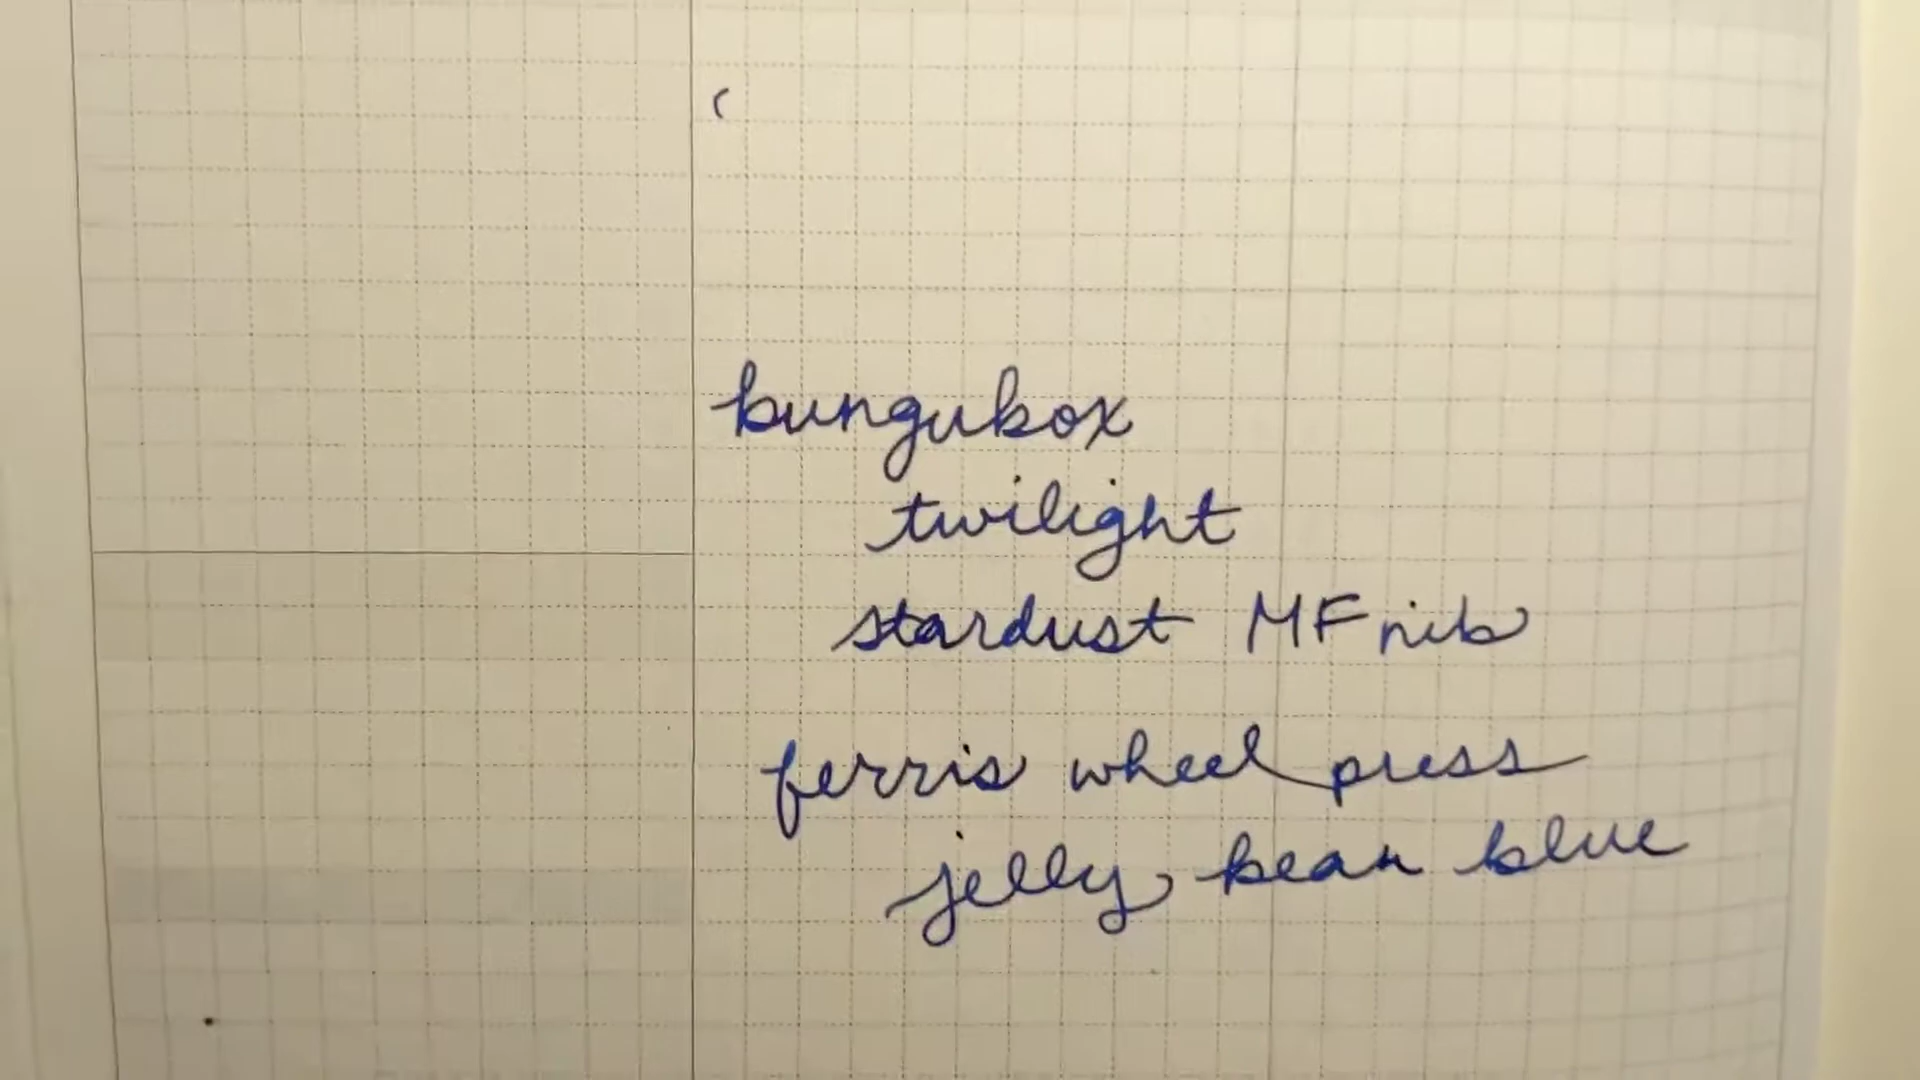 bungubox
twilight
stardust MF nib
ferris wheel press
jelly bean blue